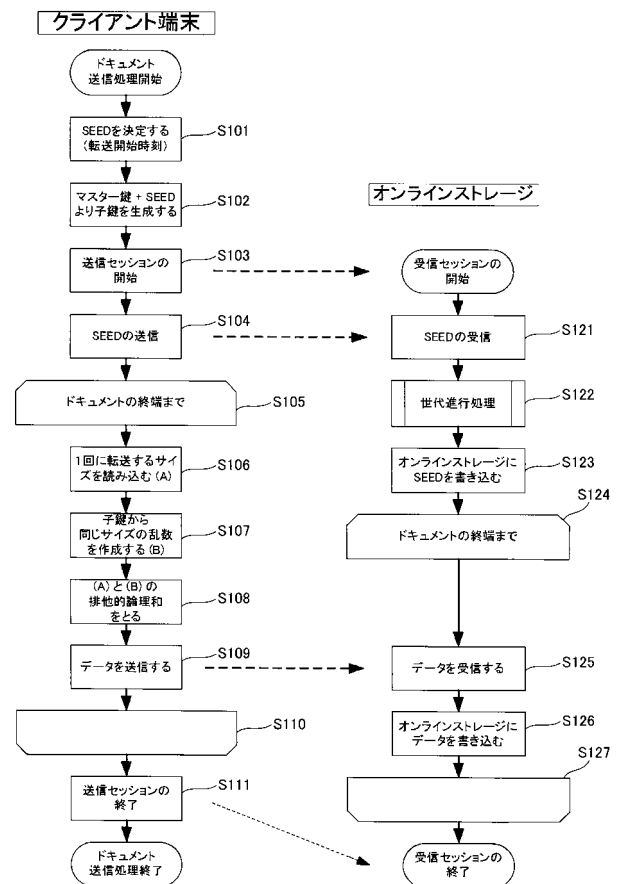 クライアント端末
ドキュメント
送信処理開始
SEEDを決定する
(転送開始時刻)
S101
マスター鍵 + SEED
より子鍵を生成する
S102
送信セッションの
開始
S103
SEEDの送信
S104
ドキュメントの終端まで
S105
1回に転送するサイ
ズを読み込む(A)
S106
子鍵から
同じサイズの乱数
を作成する(B)
S107
(A)と(B)の
排他的論理和
をとる
S108
データを送信する
S109
S110
送信セッションの
終了
S111
ドキュメント
送信処理終了
オンラインストレージ
受信セッションの
開始
SEEDの受信
S121
世代進行処理
S122
オンラインストレージに
SEEDを書き込む
S123
S124
ドキュメントの終端まで
データを受信する
S125
オンラインストレージに
データを書き込む
S126
S127
受信セッションの
終了